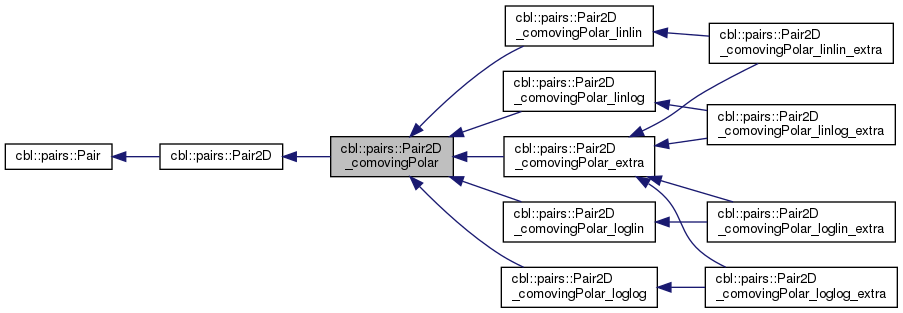 cbl::pairs::Pair
cbl::pairs::Pair2D
cbl::pairs::Pair2D
_comovingPolar
cbl::pairs::Pair2D
_comovingPolar_linlin
cbl::pairs::Pair2D
_comovingPolar_linlog
cbl::pairs::Pair2D
_comovingPolar_extra
cbl::pairs::Pair2D
_comovingPolar_loglin
cbl::pairs::Pair2D
_comovingPolar_loglog
cbl::pairs::Pair2D
_comovingPolar_linlin_extra
cbl::pairs::Pair2D
_comovingPolar_linlog_extra
cbl::pairs::Pair2D
_comovingPolar_loglin_extra
cbl::pairs::Pair2D
_comovingPolar_loglog_extra